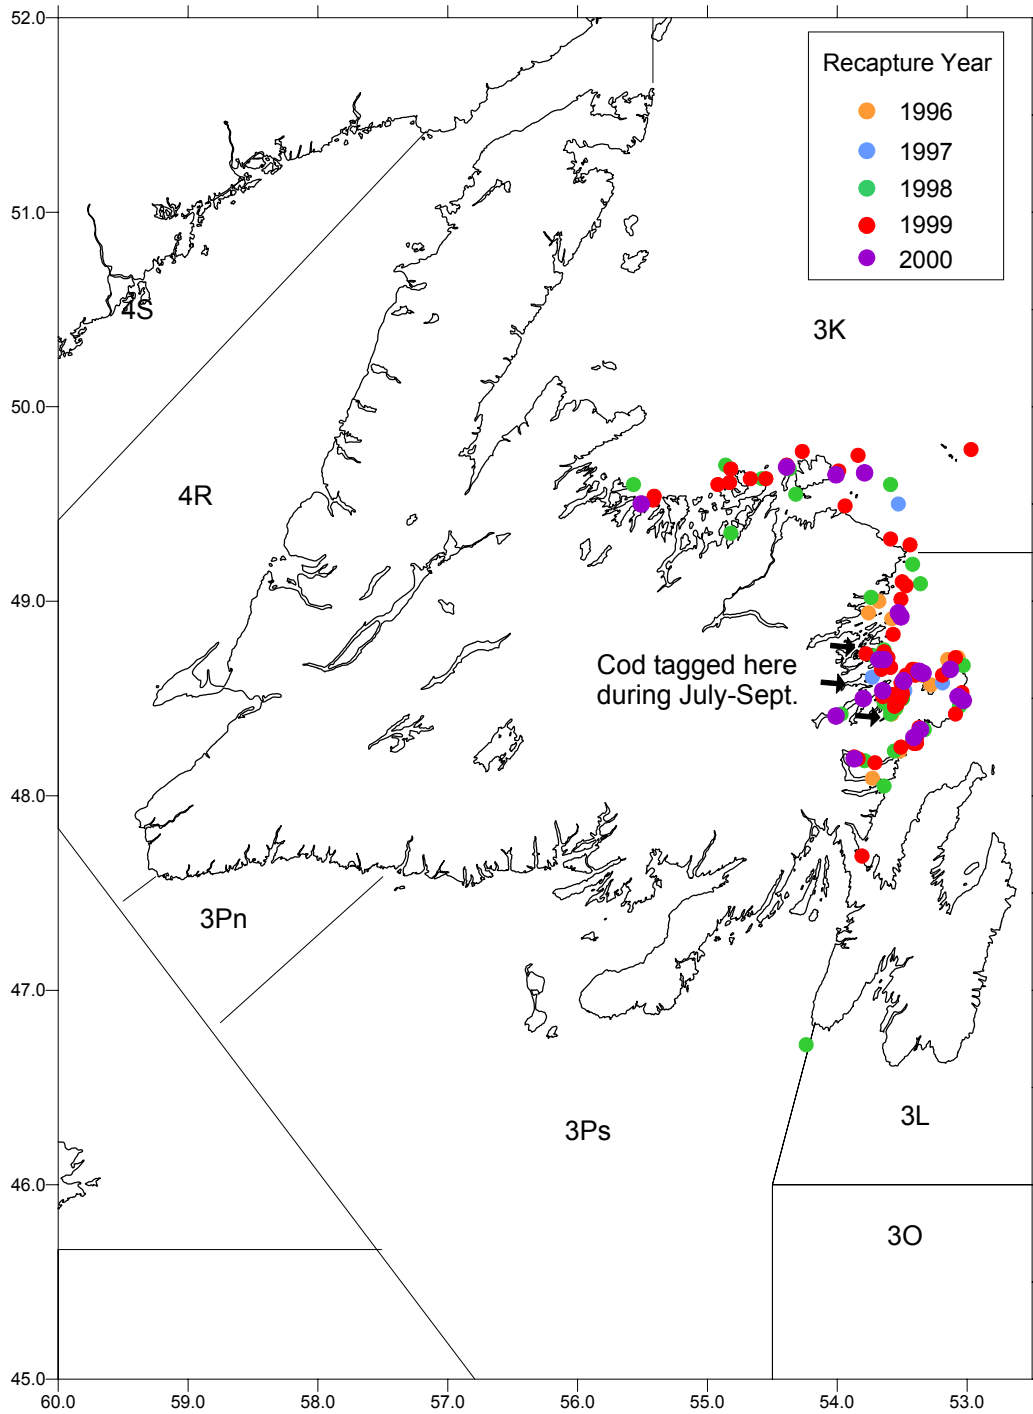 52.0
Recapture Year
1996
1997
1998
1999
2000
51.0
4S
3K
50.0
4R
49.0
Cod tagged here
during July-Sept.
48.0
3Pn
47.0
3Ps
3L
46.0
3O
45.0
60.0 59.0 58.0 57.0 56.0 55.0 54.0 53.0